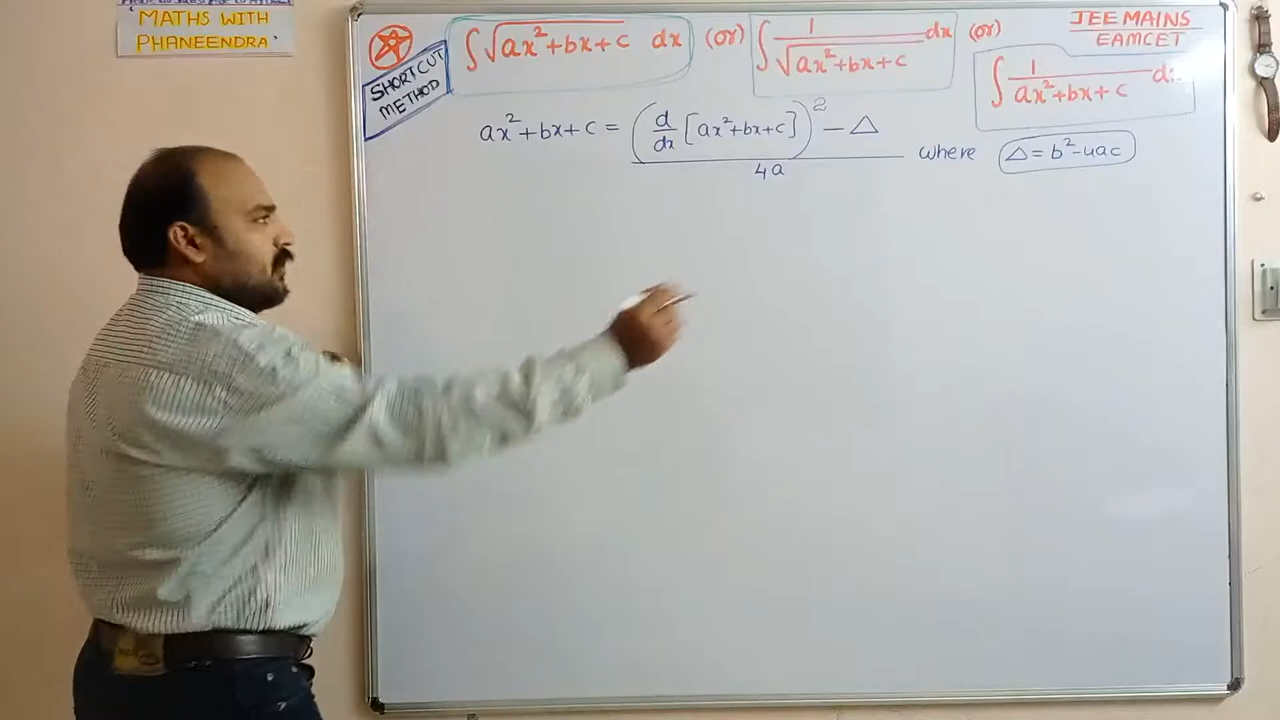 MATHS WITH
PHANEENDRA
SHORTCUT
METHOD
∫√(ax²+bx+c) dx (or) ∫ 1/√(ax²+bx+c) dx (or)
JEE MAINS
EAMCET
∫ 1/(ax²+bx+c) d
ax²+bx+c = ((d/dx [ax²+bx+c])² − Δ)/4a where Δ = b²-4ac